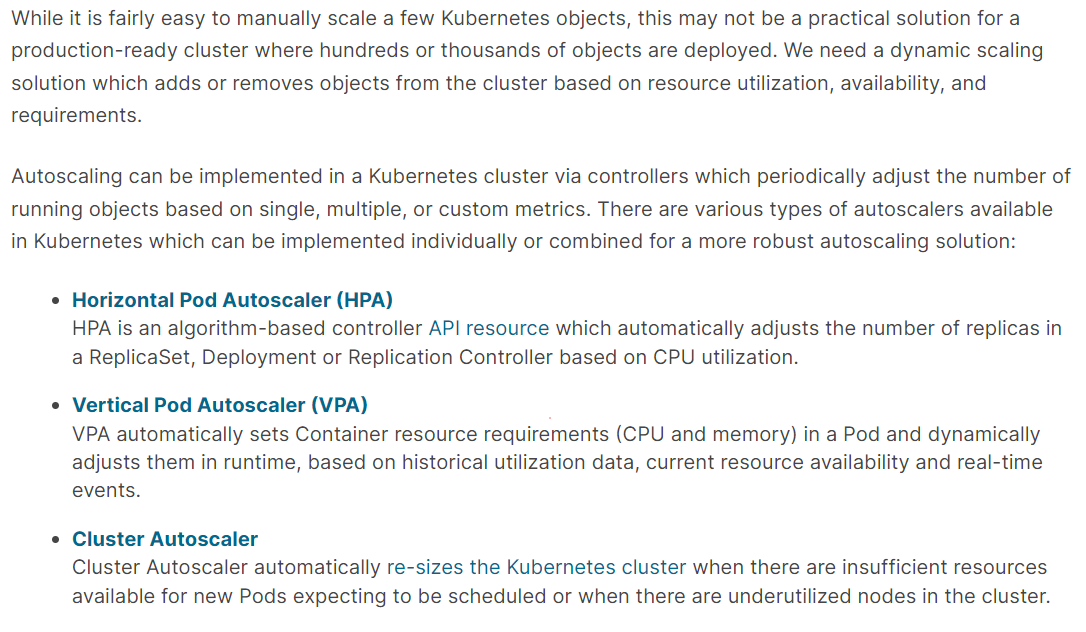 While it is fairly easy to manually scale a few Kubernetes objects, this may not be a practical solution for a
production-ready cluster where hundreds or thousands of objects are deployed. We need a dynamic scaling
solution which adds or removes objects from the cluster based on resource utilization, availability, and
requirements.
Autoscaling can be implemented in a Kubernetes cluster via controllers which periodically adjust the number of
running objects based on single, multiple, or custom metrics. There are various types of autoscalers available
in Kubernetes which can be implemented individually or combined for a more robust autoscaling solution:
• Horizontal Pod Autoscaler (HPA)
HPA is an algorithm-based controller API resource which automatically adjusts the number of replicas in
a ReplicaSet, Deployment or Replication Controller based on CPU utilization.
• Vertical Pod Autoscaler (VPA)
VPA automatically sets Container resource requirements (CPU and memory) in a Pod and dynamically
adjusts them in runtime, based on historical utilization data, current resource availability and real-time
events.
• Cluster Autoscaler
Cluster Autoscaler automatically re-sizes the Kubernetes cluster when there are insufficient resources
available for new Pods expecting to be scheduled or when there are underutilized nodes in the cluster.